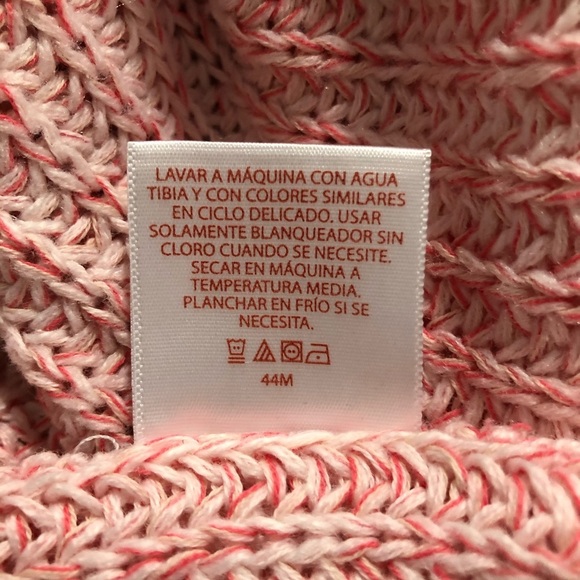 LAVAR A MÁQUINA CON AGUA
TIBIA Y CON COLORES SIMILARES
EN CICLO DELICADO. USAR
SOLAMENTE BLANQUEADOR SIN
CLORO CUANDO SE NECESITE.
SECAR EN MÁQUINA A
TEMPERATURA MEDIA.
PLANCHAR EN FRÍO SI SE
NECESITA.
44M